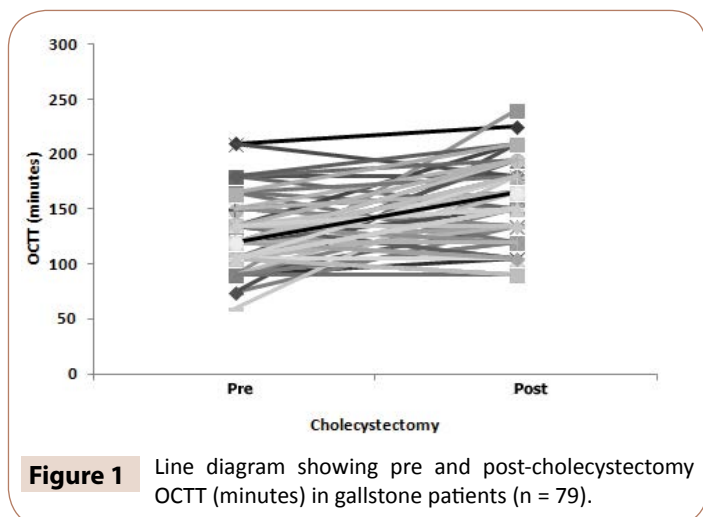 300
250
200
150
100
50
0
OCTT (minutes)
Pre
Post
Cholecystectomy
Figure 1
Line diagram showing pre and post-cholecystectomy
OCTT (minutes) in gallstone patients (n = 79).